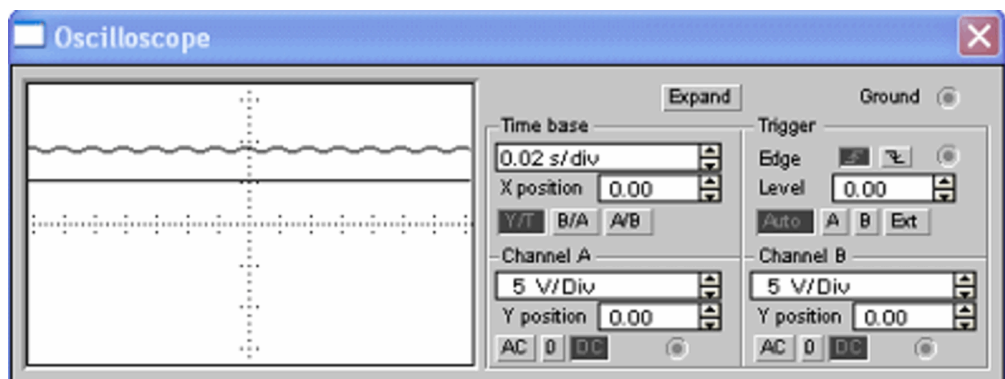 Oscilloscope
Expand
Ground
Time base
0.02 s/div
X position 0.00
Y/T B/A A/B
Trigger
Edge
Level 0.00
Auto A B Ext
Channel A
5 V/Div
Y position 0.00
AC 0 DC
Channel B
5 V/Div
Y position 0.00
AC 0 DC